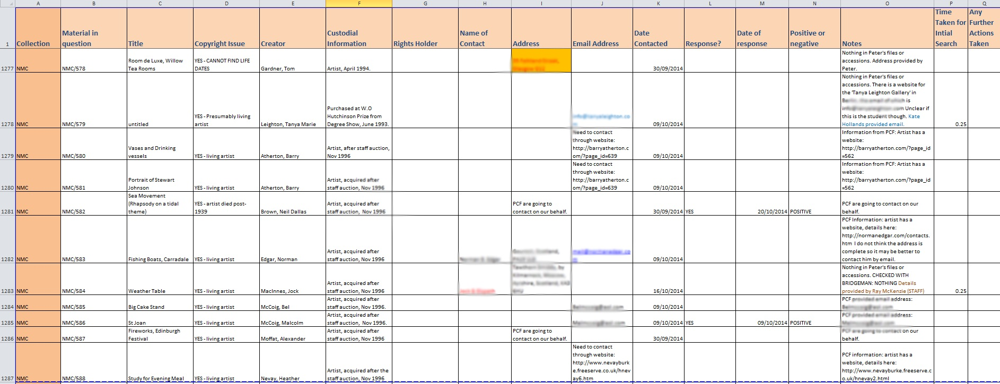 A B C D E F G H I J K L M N O P Q
1 Collection Material in question Title Copyright Issue Creator Custodial Information Rights Holder Name of Contact Address Email Address Date Contacted Response? Date of response Positive or negative Notes Time Taken for Intial Search Any Further Actions Taken
1277 NMC NMC/578 Room de Luxe, Willow Tea Rooms YES - CANNOT FIND LIFE DATES Gardner, Tom Artist, April 1994. 30/09/2014 Nothing in Peter's files or accessions. Address provided by Peter.
1278 NMC NMC/579 untitled YES - Presumably living artist Leighton, Tanya Marie Purchased at W.O Hutchinson Prize from Degree Show, June 1993. 09/10/2014 Nothing in Peter's files or accessions. There is a website for the 'Tanya Leighton Gallery' in is Unclear if this is the student though. Kate Hollands provided email. 0.25
1279 NMC NMC/580 Vases and Drinking vessels YES - living artist Atherton, Barry Artist, after staff auction, Nov 1996 Need to contact through website: http://barryatherton.com/?page_id=639 09/10/2014 Information from PCF: Artist has a website: http://barryatherton.com/?page_id=562
1280 NMC NMC/581 Portrait of Stewart Johnson YES - living artist Atherton, Barry Artist, acquired after staff auction, Nov 1996 Need to contact through website: http://barryatherton.com/?page_id=639 09/10/2014 Information from PCF: Artist has a website: http://barryatherton.com/?page_id=562
1281 NMC NMC/582 Sea Movement (Rhapsody on a tidal theme) YES - artist died post-1939 Brown, Neil Dallas Artist, acquired after staff auction, Nov 1996 PCF are going to contact on our behalf. 30/09/2014 YES 20/10/2014 POSITIVE PCF are going to contact on our behalf.
1282 NMC NMC/583 Fishing Boats, Carradale YES - living artist Edgar, Norman Artist, acquired after staff auction, Nov 1996 09/10/2014 PCF Information: artist has a website, details here: http://normanedgar.com/contacts.htm I do not think the address is complete so it may be better to contact him by email.
1283 NMC NMC/584 Weather Table YES - living artist MacInnes, Jock Artist, acquired after staff auction, Nov 1996 16/10/2014 Nothing in Peter's files or accessions. CHECKED WITH BRIDGEMAN: NOTHING Details provided by Ray McKenzie (STAFF) 0.25
1284 NMC NMC/585 Big Cake Stand YES - living artist McCoig, Bel Artist, acquired after staff auction, Nov 1996. 09/10/2014 PCF provided email address:
1285 NMC NMC/586 St Joan YES - living artist McCoig, Malcolm Artist, acquired after staff auction, Nov 1996. 09/10/2014 YES 09/10/2014 POSITIVE PCF provided email address:
1286 NMC NMC/587 Fireworks, Edinburgh Festival YES - living artist Moffat, Alexander Artist, acquired after staff auction, Nov 1996 PCF are going to contact on our behalf. 30/09/2014 PCF are going to contact on our behalf.
1287 NMC NMC/588 Study for Evening Meal YES - living artist Nevay, Heather Artist, acquired after the staff auction, Nov 1996 Need to contact through website: http://www.nevayburke.freeserve.co.uk/hnevay6.htm PCF information: artist has a website, details here: http://www.nevayburke.freeserve.co.uk/hnevay2.html